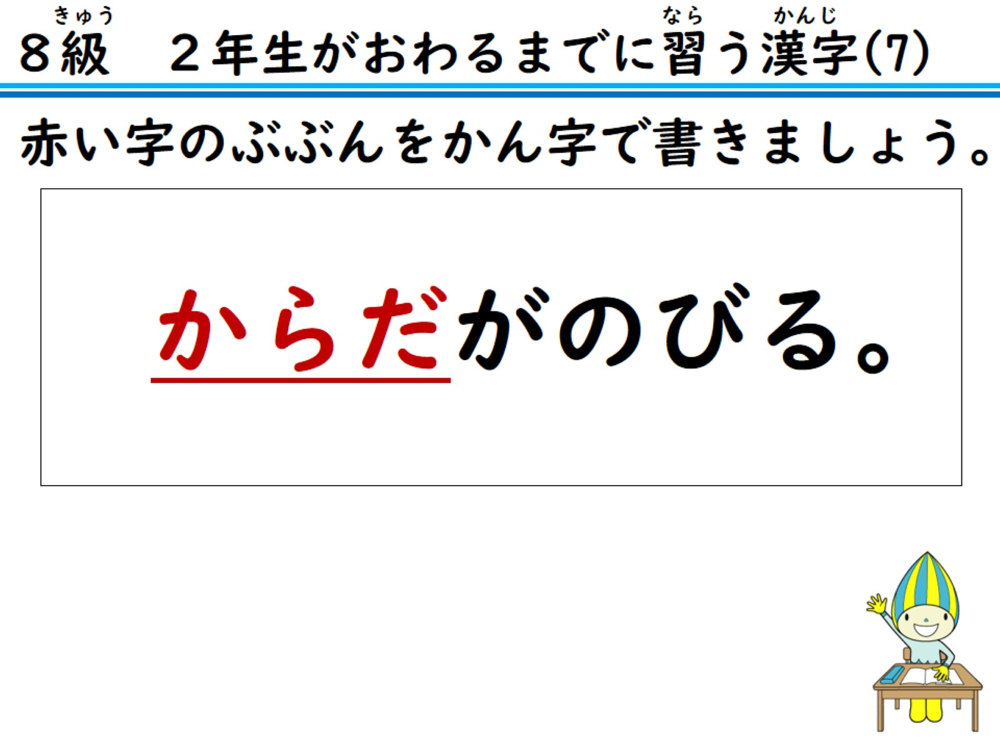 きゅう なら かんじ
８級　２年生がおわるまでに習う漢字(7)
赤い字のぶぶんをかん字で書きましょう。
からだがのびる。